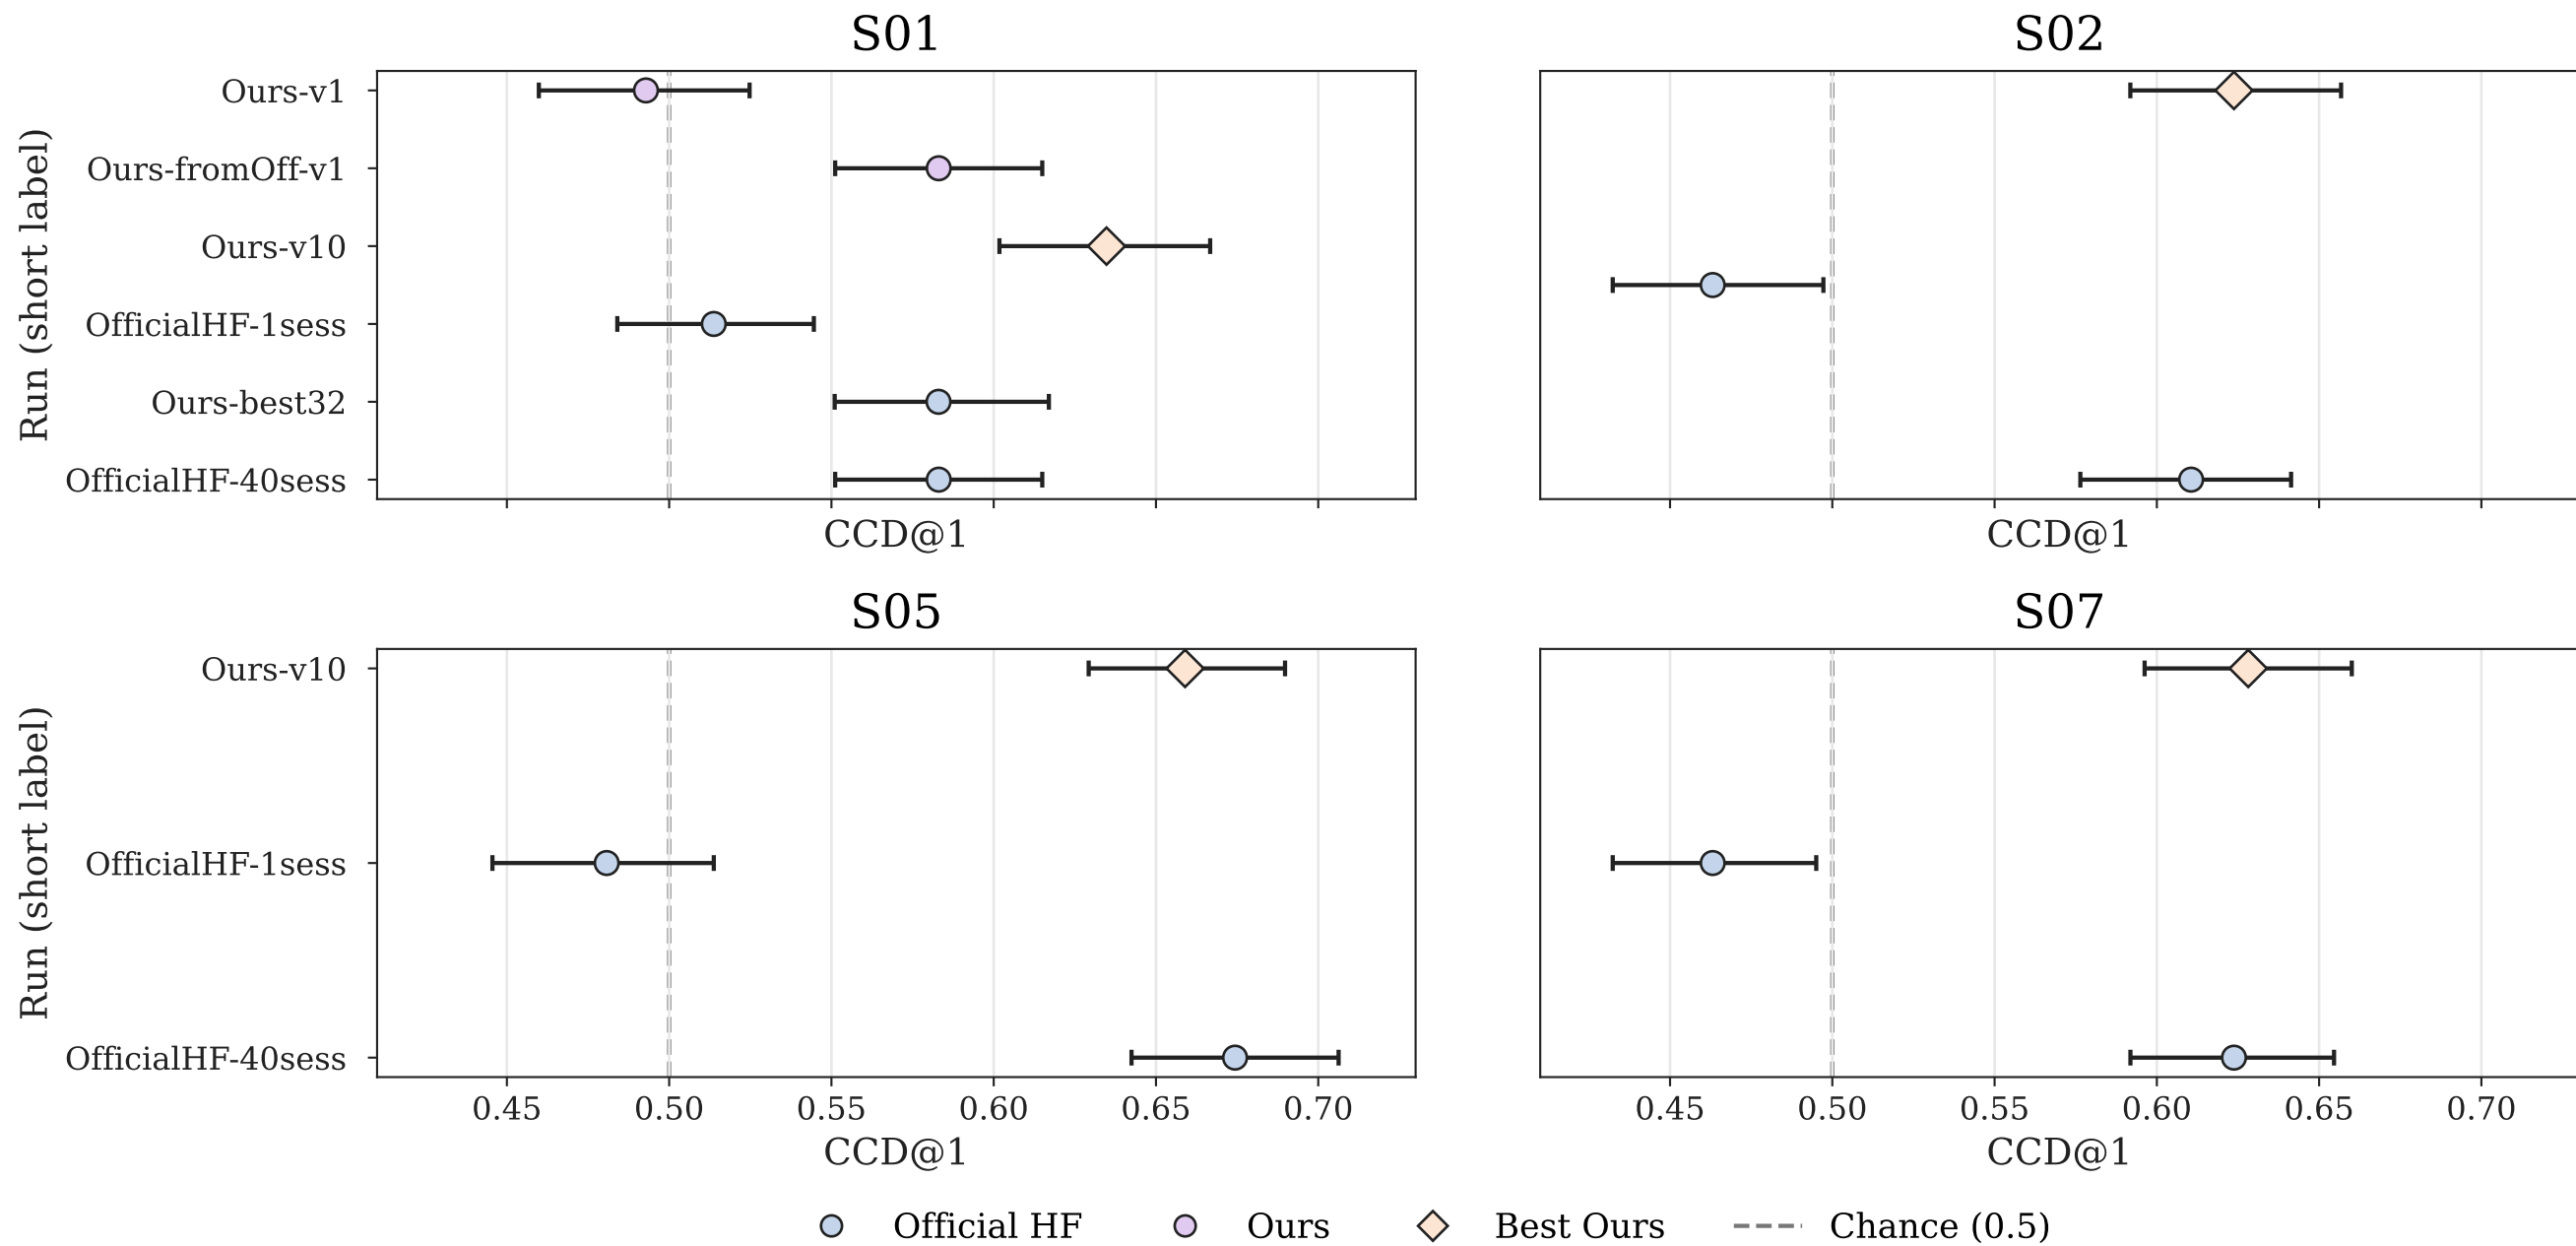 S01
S02
Run (short label)
Ours-v1
Ours-fromOff-v1
Ours-v10
OfficialHF-1sess
Ours-best32
OfficialHF-40sess
CCD@1
CCD@1
S05
S07
Run (short label)
Ours-v10
OfficialHF-1sess
OfficialHF-40sess
0.45 0.50 0.55 0.60 0.65 0.70
0.45 0.50 0.55 0.60 0.65 0.70
CCD@1
CCD@1
Official HF Ours Best Ours Chance (0.5)